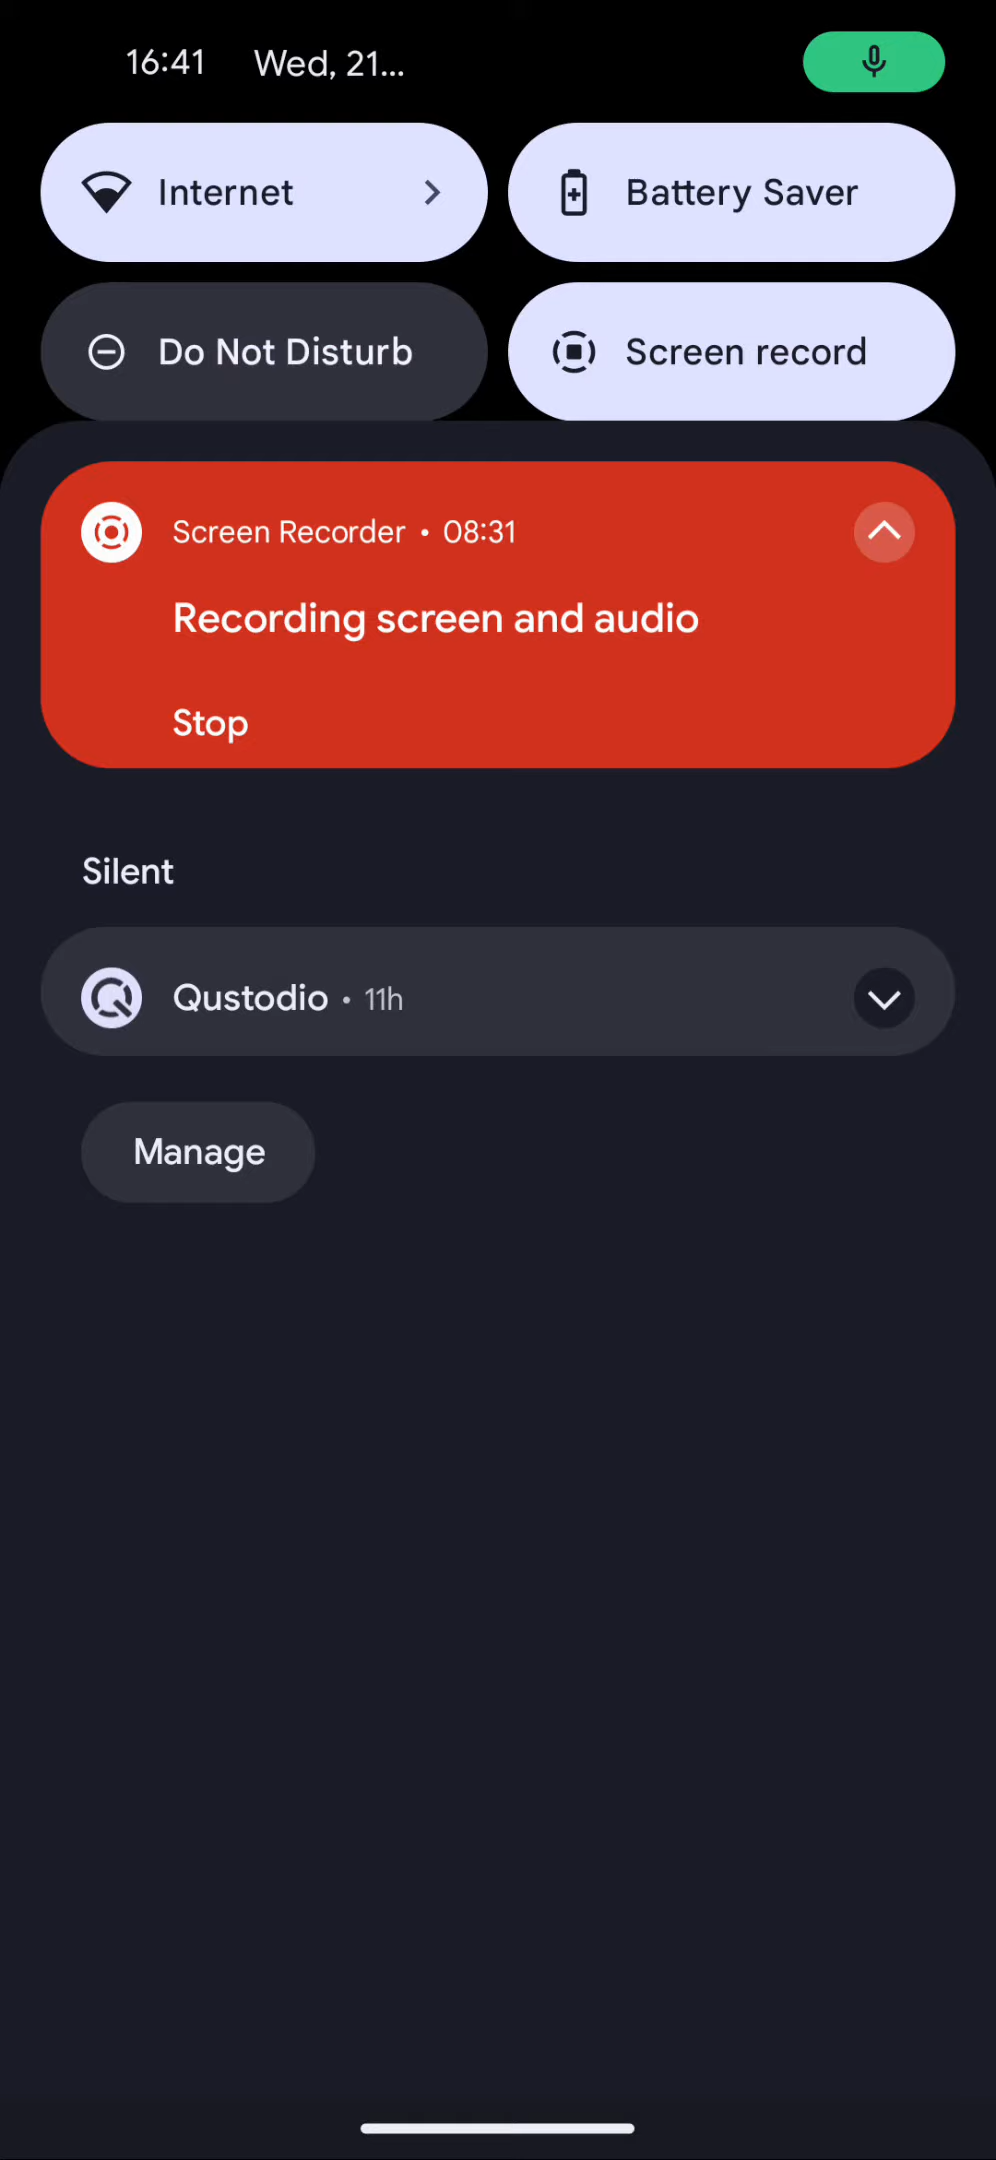 16:41 Wed, 21...
Internet
Battery Saver
Do Not Disturb
Screen record
Screen Recorder • 08:31
Recording screen and audio
Stop
Silent
Qustodio • 11h
Manage